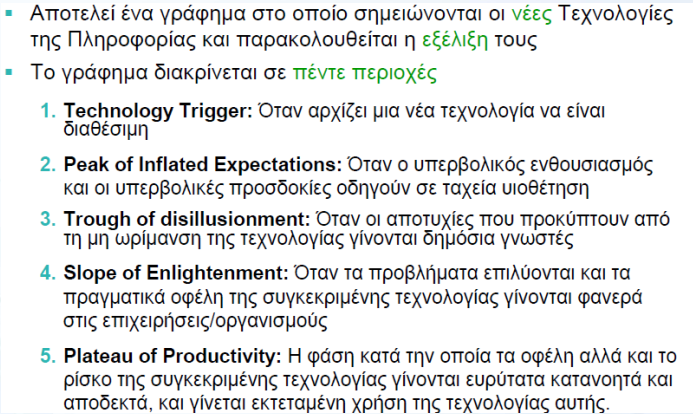 ▪ Αποτελεί ένα γράφημα στο οποίο σημειώνονται οι νέες Τεχνολογίες
της Πληροφορίας και παρακολουθείται η εξέλιξη τους
▪ Το γράφημα διακρίνεται σε πέντε περιοχές
1. Technology Trigger: Όταν αρχίζει μια νέα τεχνολογία να είναι
διαθέσιμη
2. Peak of Inflated Expectations: Όταν ο υπερβολικός ενθουσιασμός
και οι υπερβολικές προσδοκίες οδηγούν σε ταχεία υιοθέτηση
3. Trough of disillusionment: Όταν οι αποτυχίες που προκύπτουν από
τη μη ωρίμανση της τεχνολογίας γίνονται δημόσια γνωστές
4. Slope of Enlightenment: Όταν τα προβλήματα επιλύονται και τα
πραγματικά οφέλη της συγκεκριμένης τεχνολογίας γίνονται φανερά
στις επιχειρήσεις/οργανισμούς
5. Plateau of Productivity: Η φάση κατά την οποία τα οφέλη αλλά και το
ρίσκο της συγκεκριμένης τεχνολογίας γίνονται ευρύτατα κατανοητά και
αποδεκτά, και γίνεται εκτεταμένη χρήση της τεχνολογίας αυτής.